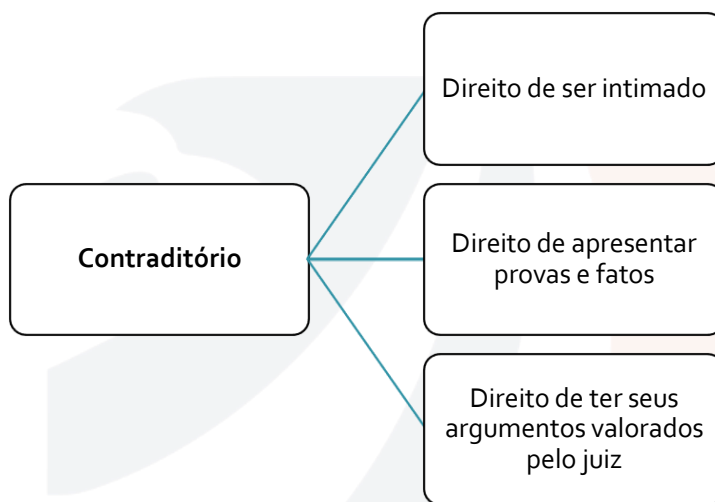 Direito de ser intimado
Contraditório
Direito de apresentar
provas e fatos
Direito de ter seus
argumentos valorados
pelo juiz